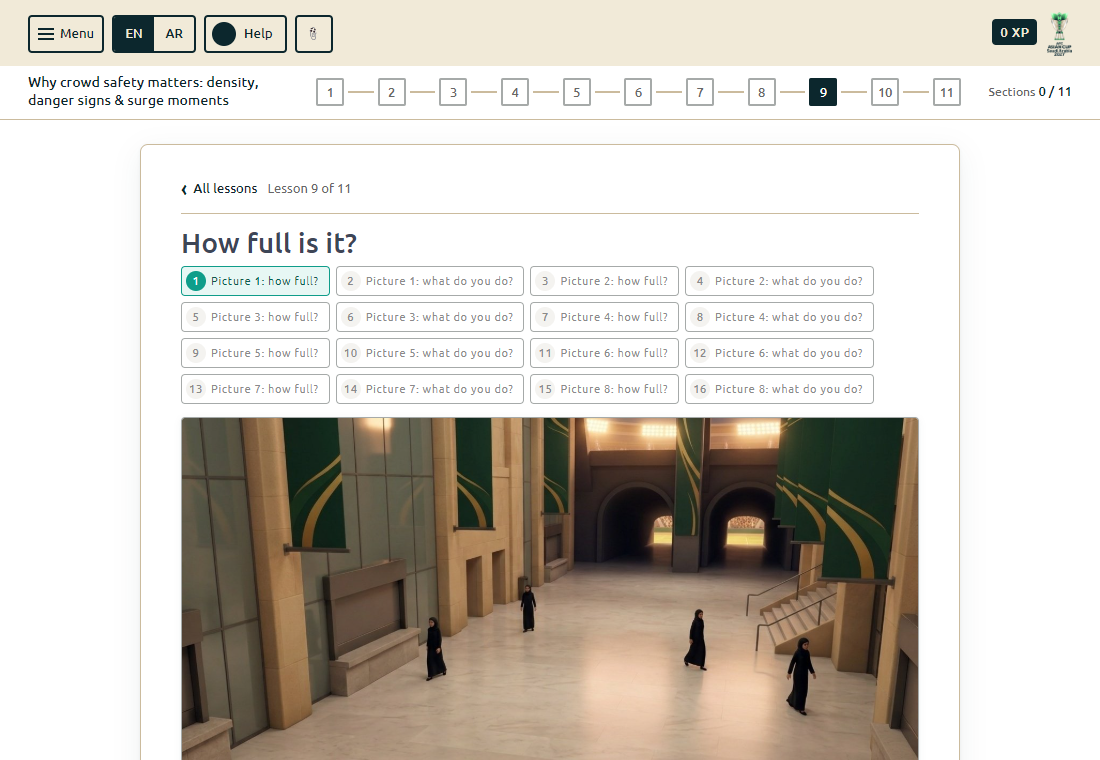 Menu
EN
AR
Help
0 XP
AFC
ASIAN CUP
Saudi Arabia
2027
Why crowd safety matters: density,
danger signs & surge moments
1
2
3
4
5
6
7
8
9
10
11
Sections 0 / 11
All lessons Lesson 9 of 11
How full is it?
1 Picture 1: how full?
2 Picture 1: what do you do?
3 Picture 2: how full?
4 Picture 2: what do you do?
5 Picture 3: how full?
6 Picture 3: what do you do?
7 Picture 4: how full?
8 Picture 4: what do you do?
9 Picture 5: how full?
10 Picture 5: what do you do?
11 Picture 6: how full?
12 Picture 6: what do you do?
13 Picture 7: how full?
14 Picture 7: what do you do?
15 Picture 8: how full?
16 Picture 8: what do you do?